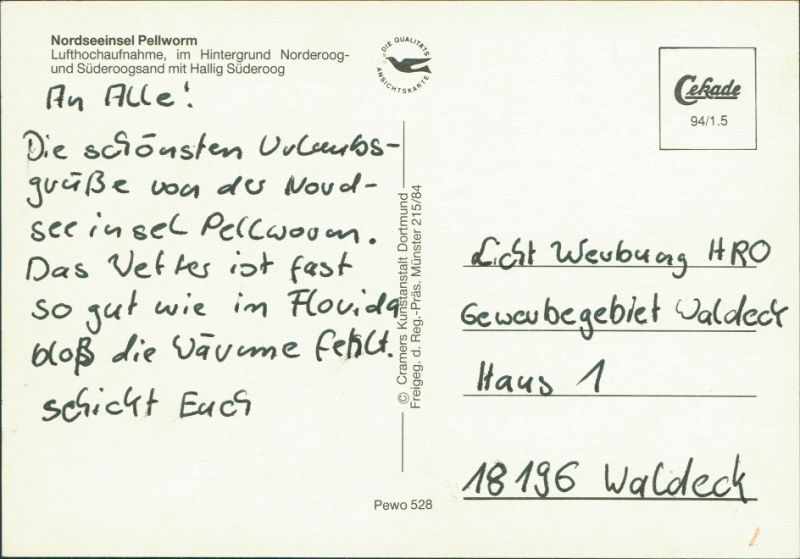 Nordseeinsel Pellworm
Lufthochaufnahme, im Hintergrund Norderoog-
und Süderoogsand mit Hallig Süderoog
DIE QUALITÄTS
ANSICHTSKARTE
Cekade
94/1.5
An Alle!
Die schönsten Urlaubs-
grüße von der Nord-
seeinsel Pellworm.
Das Wetter ist fast
so gut wie in Florida
bloß die Wärme fehlt.
schickt Euch
© Cramers Kunstanstalt Dortmund
Freigeg. d. Reg.-Präs. Münster 215/84
Licht Werbung HRO
Gewerbegebiet Waldeck
Haus 1
18196 Waldeck
Pewo 528